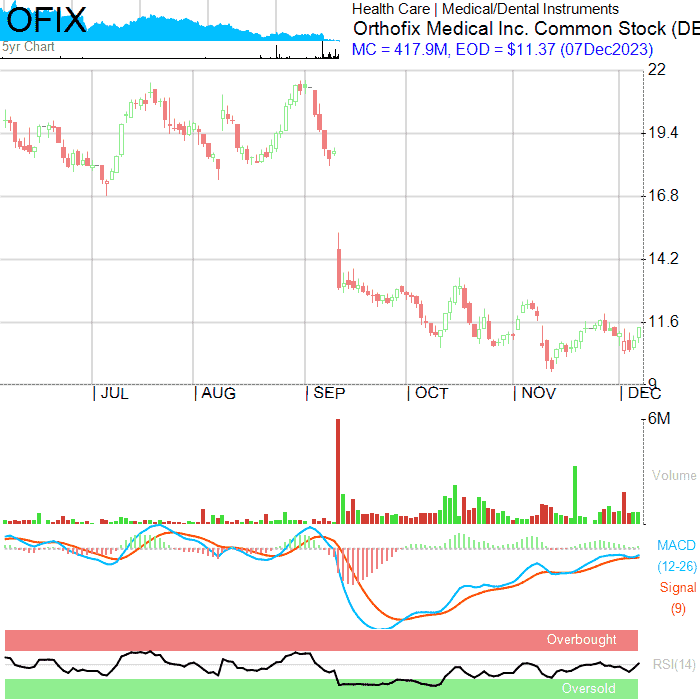 OFIX
5yr Chart
Health Care | Medical/Dental Instruments
Orthofix Medical Inc. Common Stock (DE
MC = 417.9M, EOD = $11.37 (07Dec2023)
22
19.4
16.8
14.2
11.6
9
| JUL | AUG | SEP | OCT | NOV | DEC
6M
Volume
MACD
(12-26)
Signal
(9)
Overbought
RSI(14)
Oversold